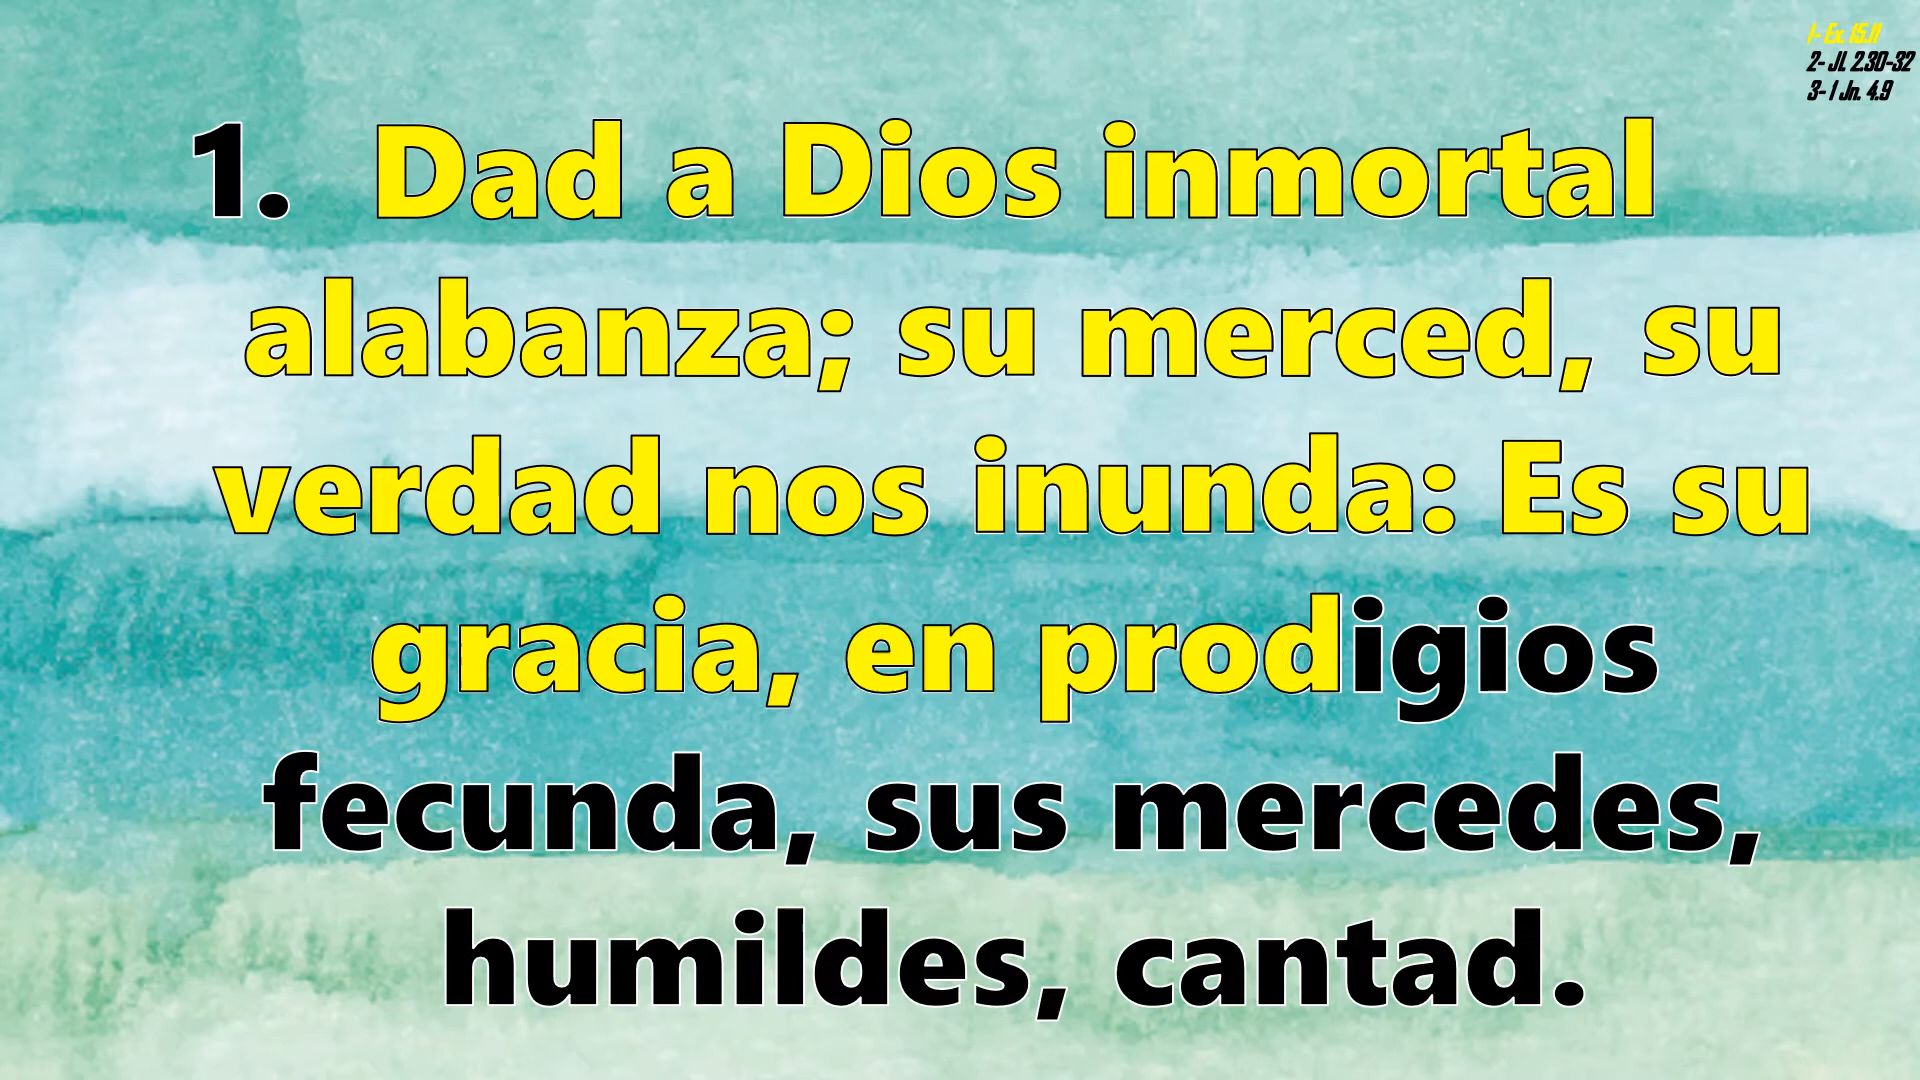 1- Ex. 15.11
2- Jl. 2.30-32
3- 1 Jn. 4.9
1. Dad a Dios inmortal
alabanza; su merced, su
verdad nos inunda: Es su
gracia, en prodigios
fecunda, sus mercedes,
humildes, cantad.